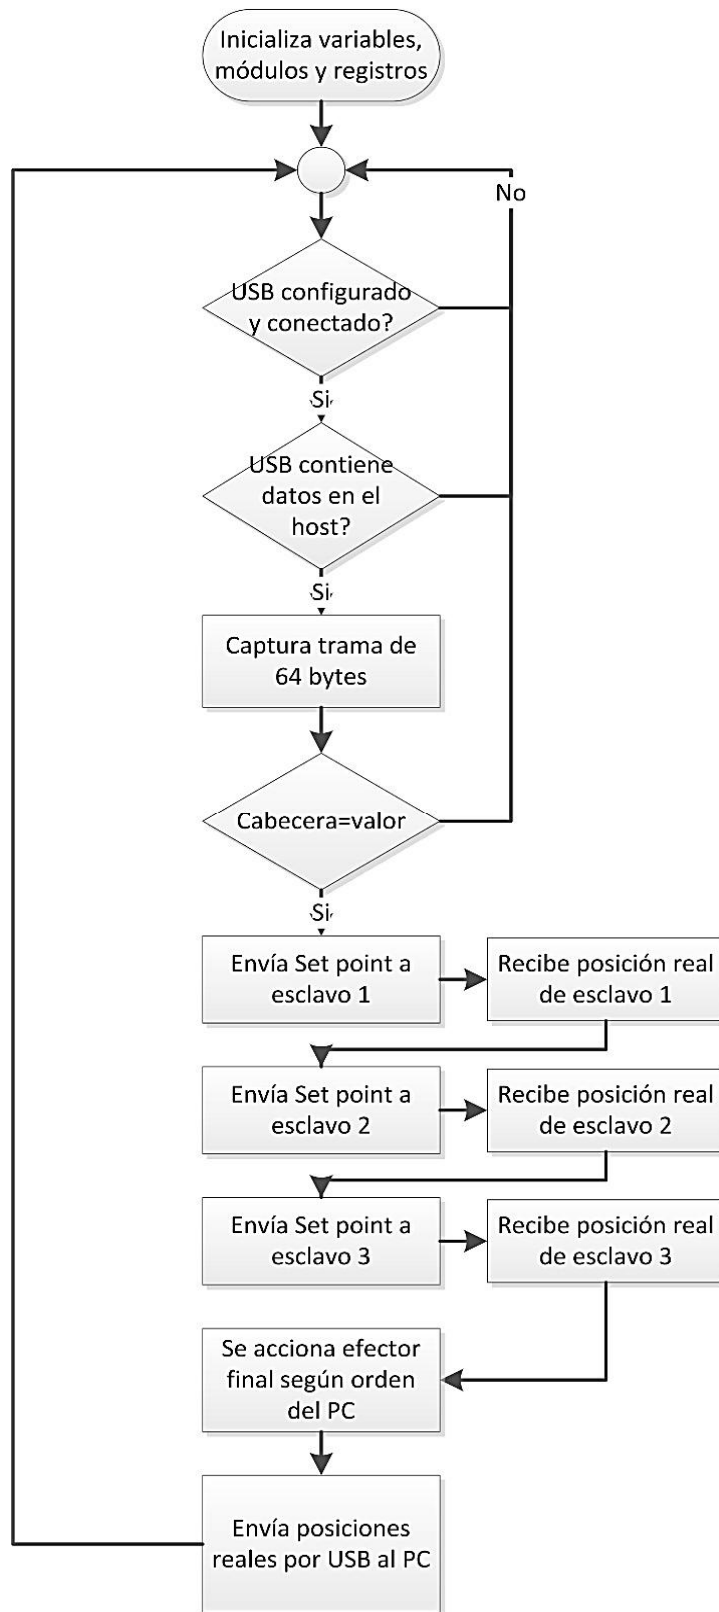 Inicializa variables,
módulos y registros
No
USB configurado
y conectado?
Si
USB contiene
datos en el
host?
Si
Captura trama de
64 bytes
Cabecera=valor
Si
Envía Set point a
esclavo 1
Recibe posición real
de esclavo 1
Envía Set point a
esclavo 2
Recibe posición real
de esclavo 2
Envía Set point a
esclavo 3
Recibe posición real
de esclavo 3
Se acciona efector
final según orden
del PC
Envía posiciones
reales por USB al PC